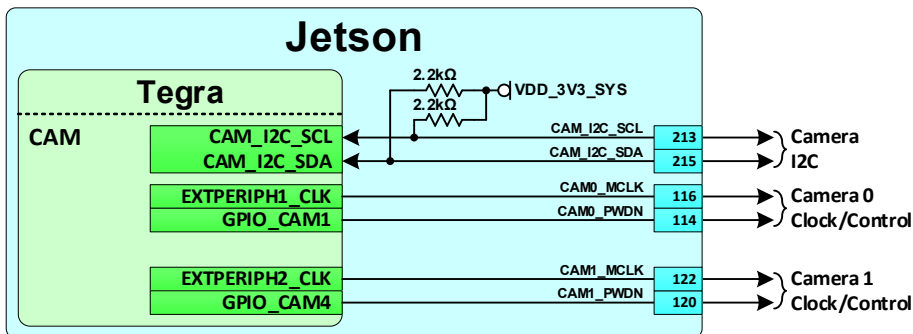 Jetson
2.2kΩ
Tegra
VDD_3V3_SYS
2.2kΩ
CAM
CAM_I2C_SCL
CAM_I2C_SCL
213
Camera
CAM_I2C_SDA
CAM_I2C_SDA
215
I2C
EXTPERIPH1_CLK
CAM0_MCLK
116
Camera 0
GPIO_CAM1
CAM0_PWDN
114
Clock/Control
EXTPERIPH2_CLK
CAM1_MCLK
122
Camera 1
GPIO_CAM4
CAM1_PWDN
120
Clock/Control